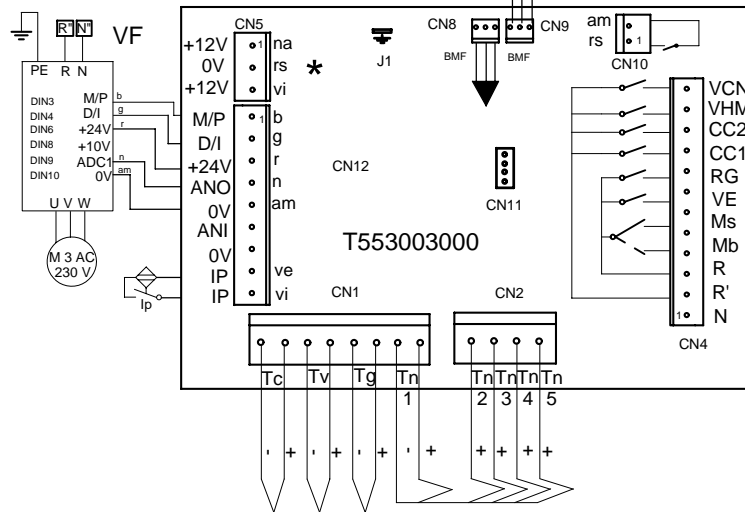 R" N" VF
PE R N
DIN3 M/P b
DIN4 D/I g
DIN6 +24V r
DIN8 +10V
DIN9 ADC1 n
DIN10 0V am
U V W
M 3 AC
230 V
Ip
CN5
+12V 1 na
0V rs *
+12V vi
M/P 1 b
D/I g
+24V r
ANO n
0V am
ANI
0V
IP ve
IP vi
J1
CN8 CN9
BMF BMF
am
rs 1
CN10
CN12
CN11
T553003000
VCN
VHM
CC2
CC1
RG
VE
Ms
Mb
R
R'
1 N
CN4
CN1
CN2
Tc Tv Tg Tn Tn Tn Tn Tn
1 2 3 4 5
- + - + - + - + + + + +